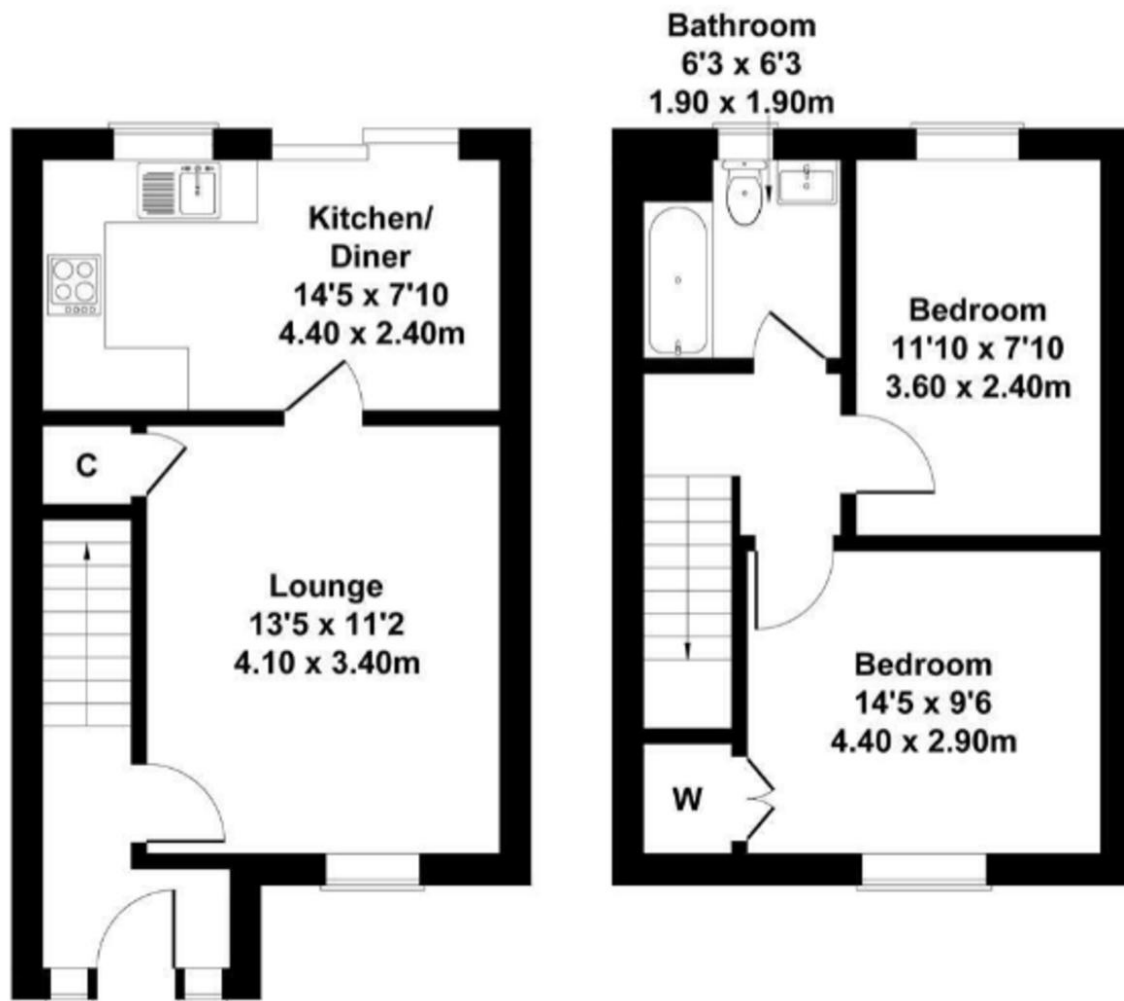 Bathroom
6'3 x 6'3
1.90 x 1.90m
Kitchen/
Diner
14'5 x 7'10
4.40 x 2.40m
C
Lounge
13'5 x 11'2
4.10 x 3.40m
Bedroom
11'10 x 7'10
3.60 x 2.40m
Bedroom
14'5 x 9'6
4.40 x 2.90m
W